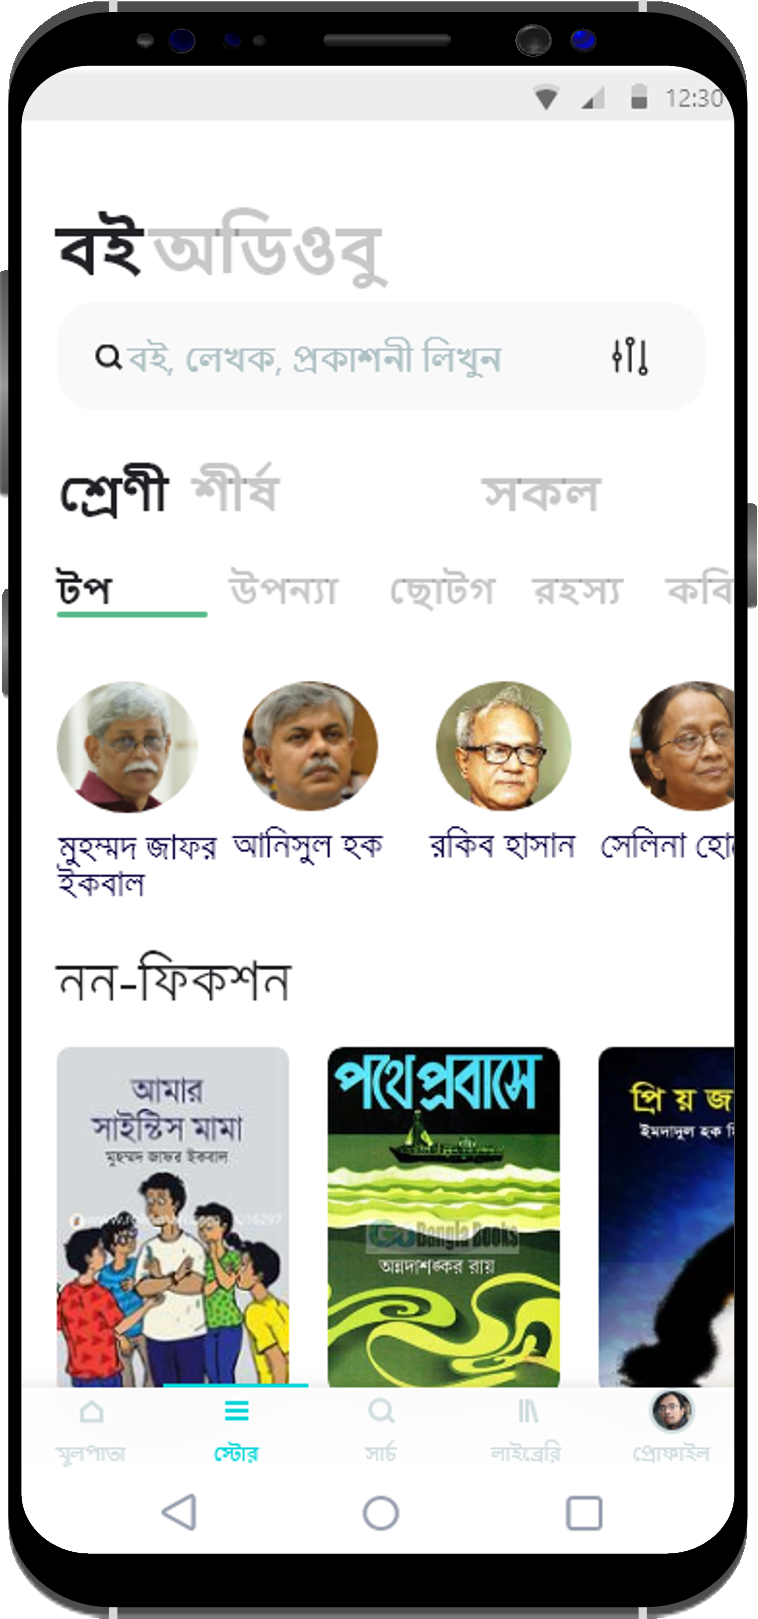 12:30
বই অডিওবু
বই, লেখক, প্রকাশনী লিখুন
শ্রেণী শীর্ষ সকল
টপ উপন্যা ছোটগ রহস্য কবি
মুহম্মদ জাফর ইকবাল
আনিসুল হক
রকিব হাসান
সেলিনা হো
নন-ফিকশন
আমার
সাইন্টিস মামা
মুহম্মদ জাফর ইকবাল
16297
পথে প্রবাসে
Go Bangla Books
অন্নদাশঙ্কর রায়
প্রিয়জ
ইমদাদুল হক
মূলপাতা স্টোর সার্চ লাইব্রেরি প্রোফাইল